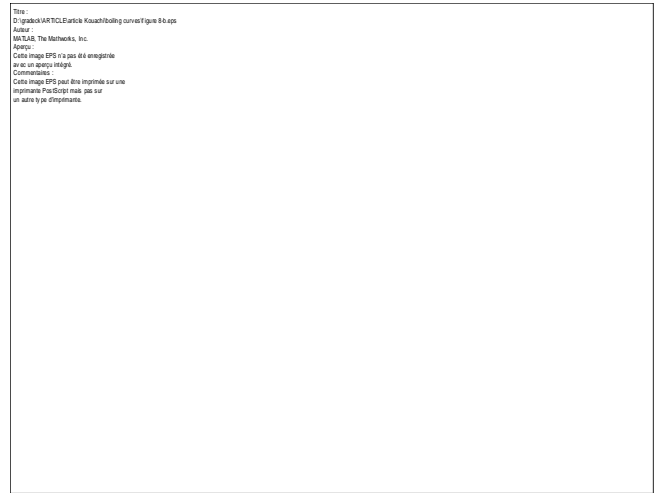 Titre :
D:\gradeck\ARTICLE\article Kouachi\boiling curves\figure 8-b.eps
Auteur :
MATLAB, The Mathworks, Inc.
Aperçu :
Cette image EPS n'a pas été enregistrée
avec un aperçu intégré.
Commentaires :
Cette image EPS peut être imprimée sur une
imprimante PostScript mais pas sur
un autre type d'imprimante.